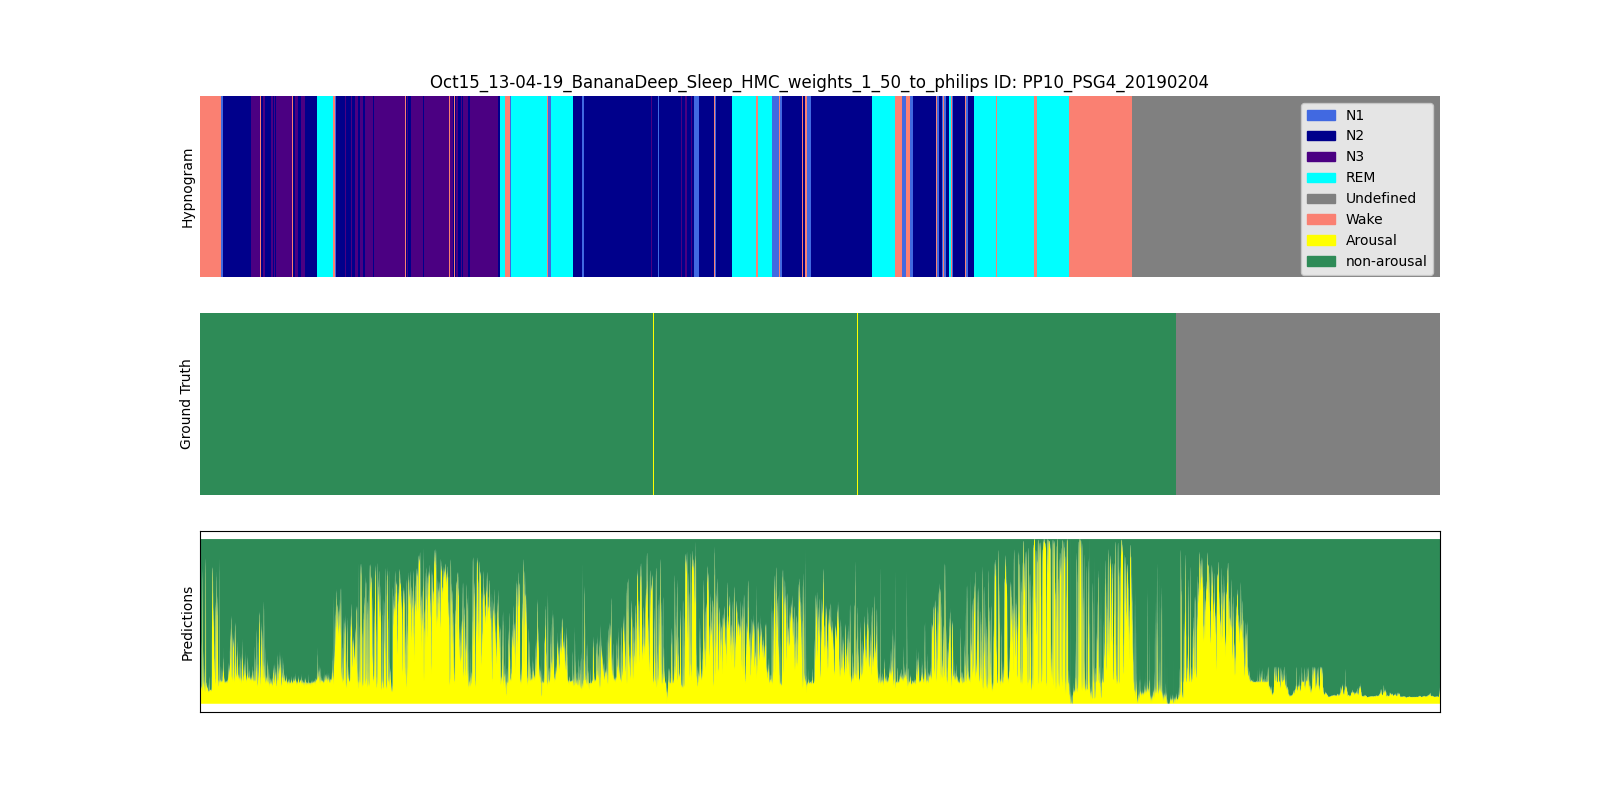 Oct15_13-04-19_BananaDeep_Sleep_HMC_weights_1_50_to_philips ID: PP10_PSG4_20190204
Hypnogram
N1
N2
N3
REM
Undefined
Wake
Arousal
non-arousal
Ground Truth
Predictions